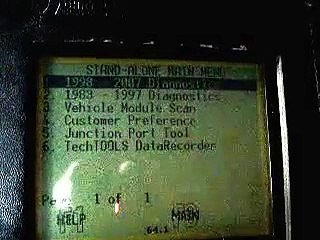 STAND-ALONE MAIN MENU
1998 - 2007 Diagnostics
2. 1983 - 1997 Diagnostics
3. Vehicle Module Scan
4. Customer Preference
5. Junction Port Tool
6. TechTOOLS DataRecorder
1 of 1
HELP MAIN
64.1